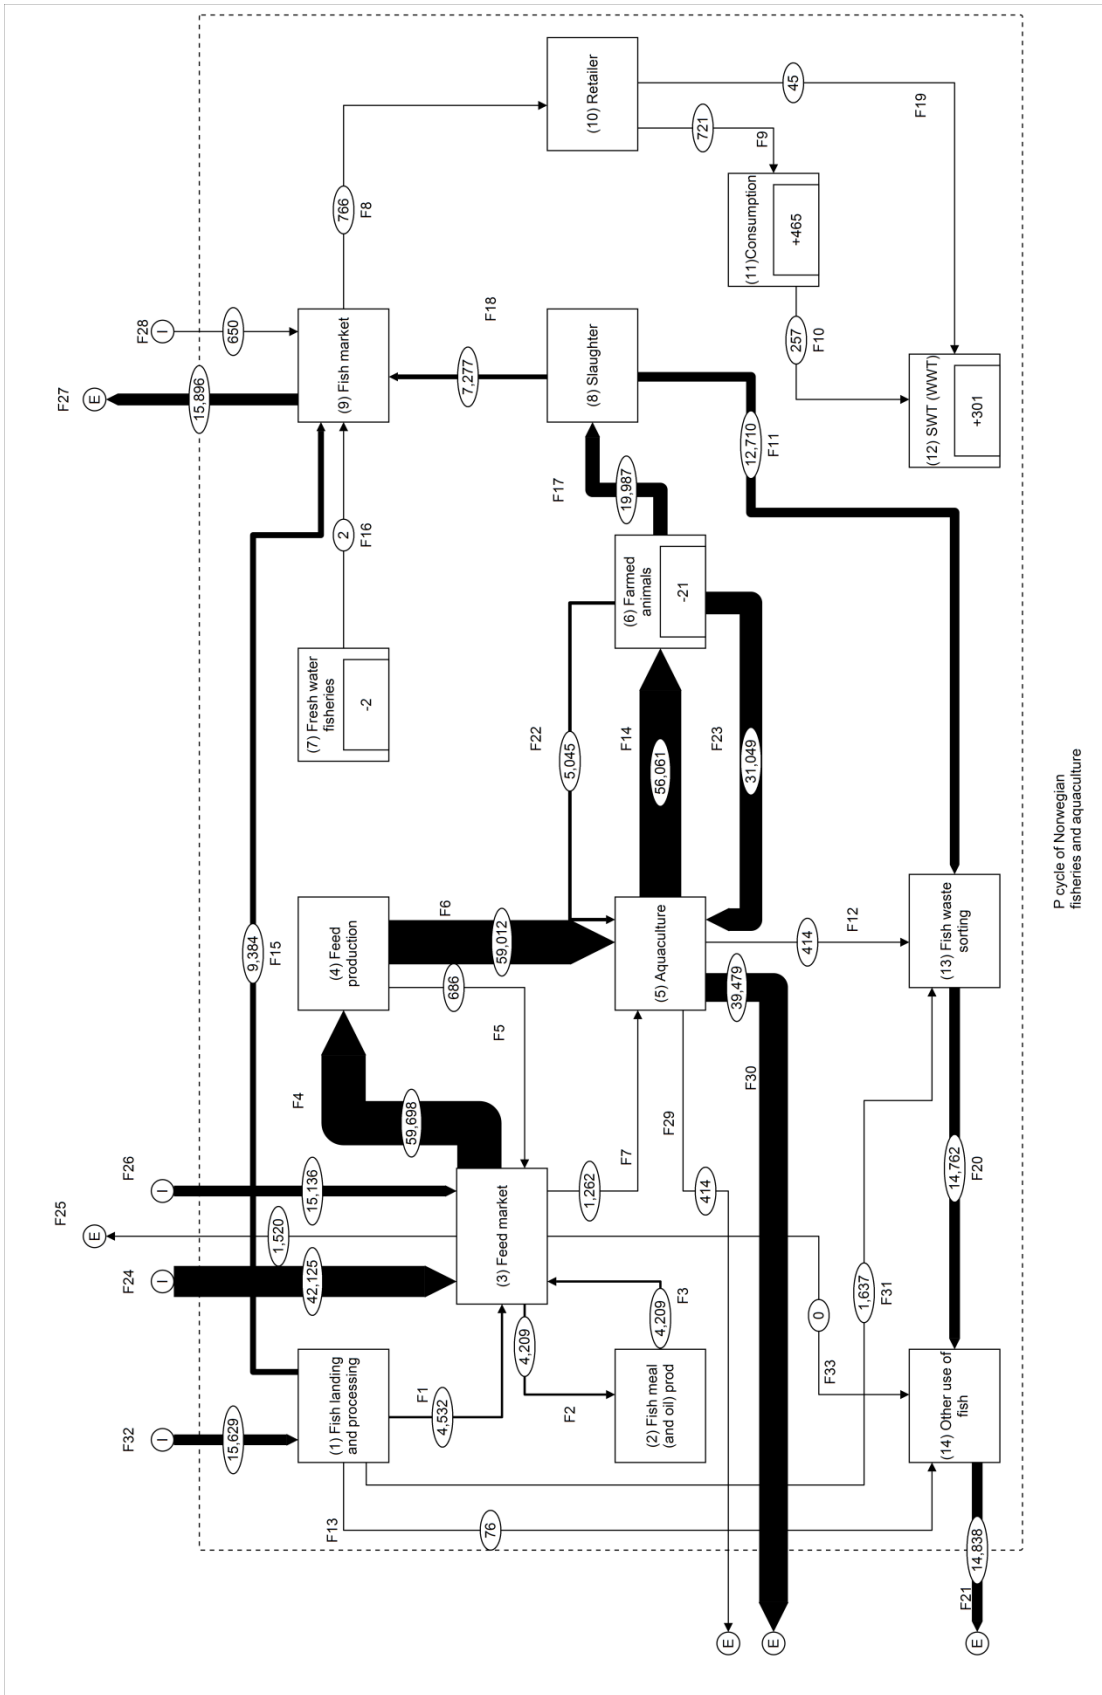 F32
I
15,629
F24
I
42,125
F25
E
1,520
F26
I
15,136
F27
E
15,896
F28
I
650
(1) Fish landing
and processing
F13
76
F1
4,532
9,384
F15
F4
59,698
(4) Feed
production
(7) Fresh water
fisheries
-2
2
F16
(9) Fish market
766
F8
(3) Feed market
F2
4,209
F3
4,209
(2) Fish meal
(and oil) prod
1,262
F7
F5
686
F6
59,012
F22
5,045
F14
56,061
F23
31,049
(5) Aquaculture
(6) Farmed
animals
-21
F17
19,987
7,277
F18
(8) Slaughter
12,710
F11
(10) Retailer
721
F9
45
F19
(11)Consumption
+465
257
F10
(12) SWT (WWT)
+301
F29
414
F30
39,479
414
F12
0
F33
1,637
F31
(14) Other use of
fish
14,762
F20
(13) Fish waste
sorting
E
E
E
F21
14,838
P cycle of Norwegian
fisheries and aquaculture